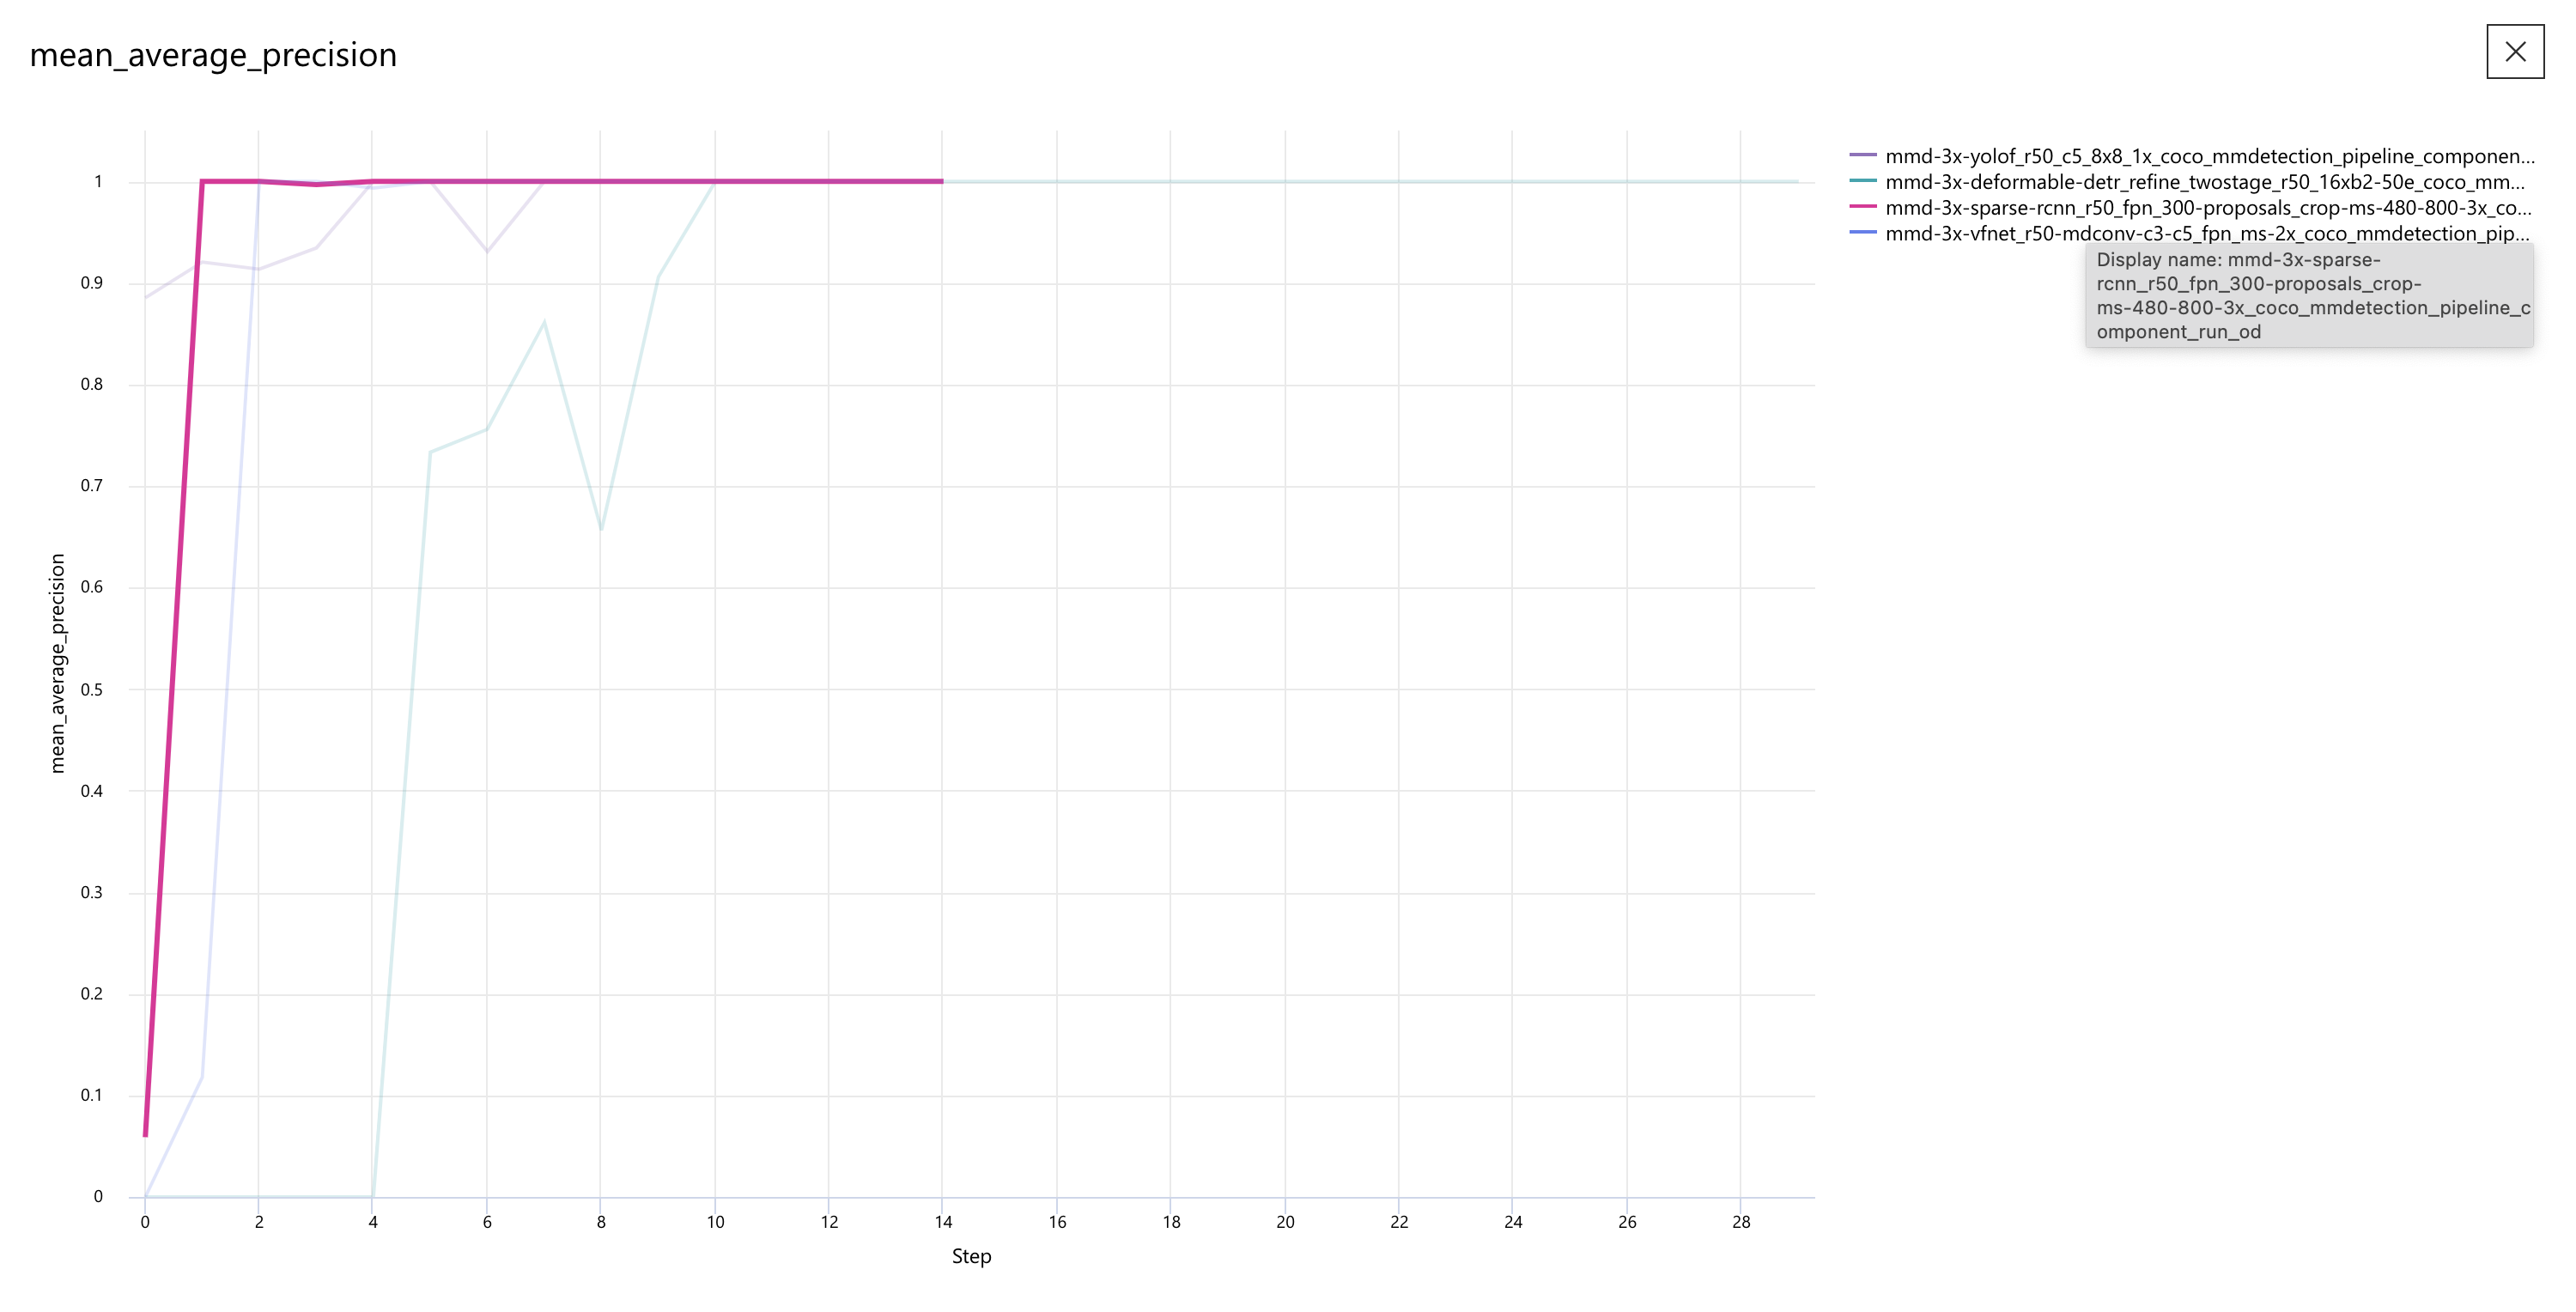 mean_average_precision
mmd-3x-yolof_r50_c5_8x8_1x_coco_mmdetection_pipeline_componen...
mmd-3x-deformable-detr_refine_twostage_r50_16xb2-50e_coco_mm...
mmd-3x-sparse-rcnn_r50_fpn_300-proposals_crop-ms-480-800-3x_co...
mmd-3x-vfnet_r50-mdconv-c3-c5_fpn_ms-2x_coco_mmdetection_pip...
Display name: mmd-3x-sparse-
rcnn_r50_fpn_300-proposals_crop-
ms-480-800-3x_coco_mmdetection_pipeline_c
omponent_run_od
mean_average_precision
1
0.9
0.8
0.7
0.6
0.5
0.4
0.3
0.2
0.1
0
0 2 4 6 8 10 12 14 16 18 20 22 24 26 28
Step